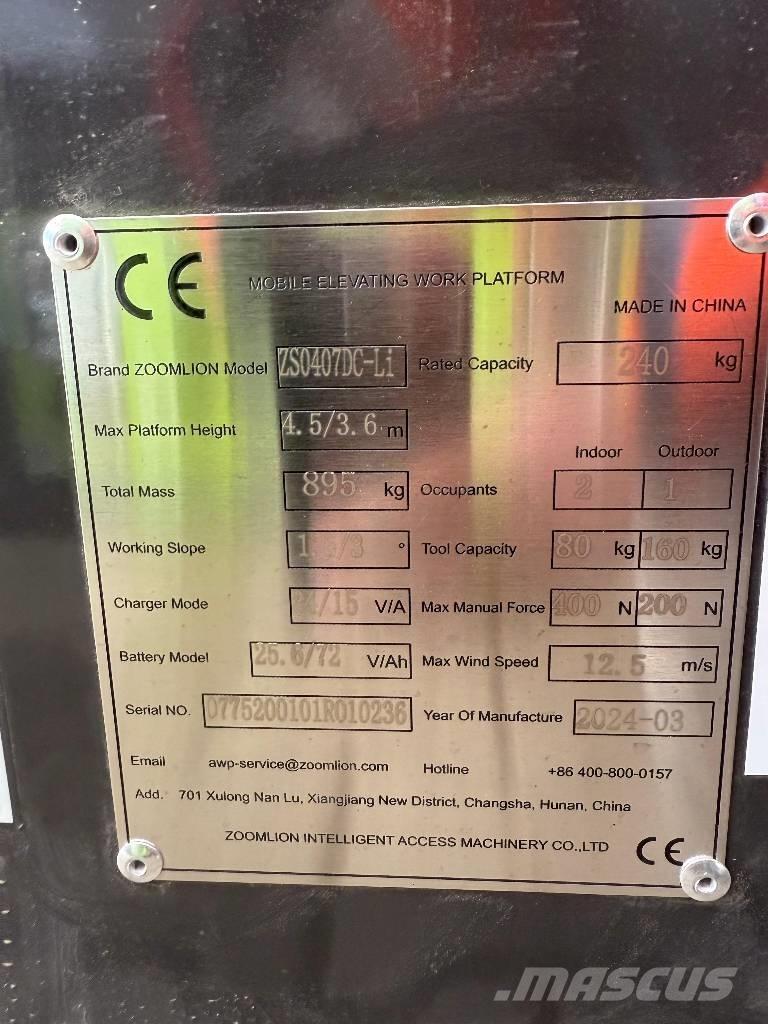 CE MOBILE ELEVATING WORK PLATFORM
MADE IN CHINA
Brand ZOOMLION Model ZS0407DC-Li Rated Capacity 240 kg
Max Platform Height 4.5/3.6 m
Indoor Outdoor
Total Mass 895 kg Occupants 2 1
Working Slope ° Tool Capacity 80 kg 160 kg
Charger Mode V/A Max Manual Force 400 N 200 N
Battery Model 25.6/72 V/Ah Max Wind Speed 12.5 m/s
Serial NO. 0775200101R010236 Year Of Manufacture 2024-03
Email awp-service@zoomlion.com Hotline +86 400-800-0157
Add. 701 Xulong Nan Lu, Xiangjiang New District, Changsha, Hunan, China
ZOOMLION INTELLIGENT ACCESS MACHINERY CO.,LTD CE
MASCUS